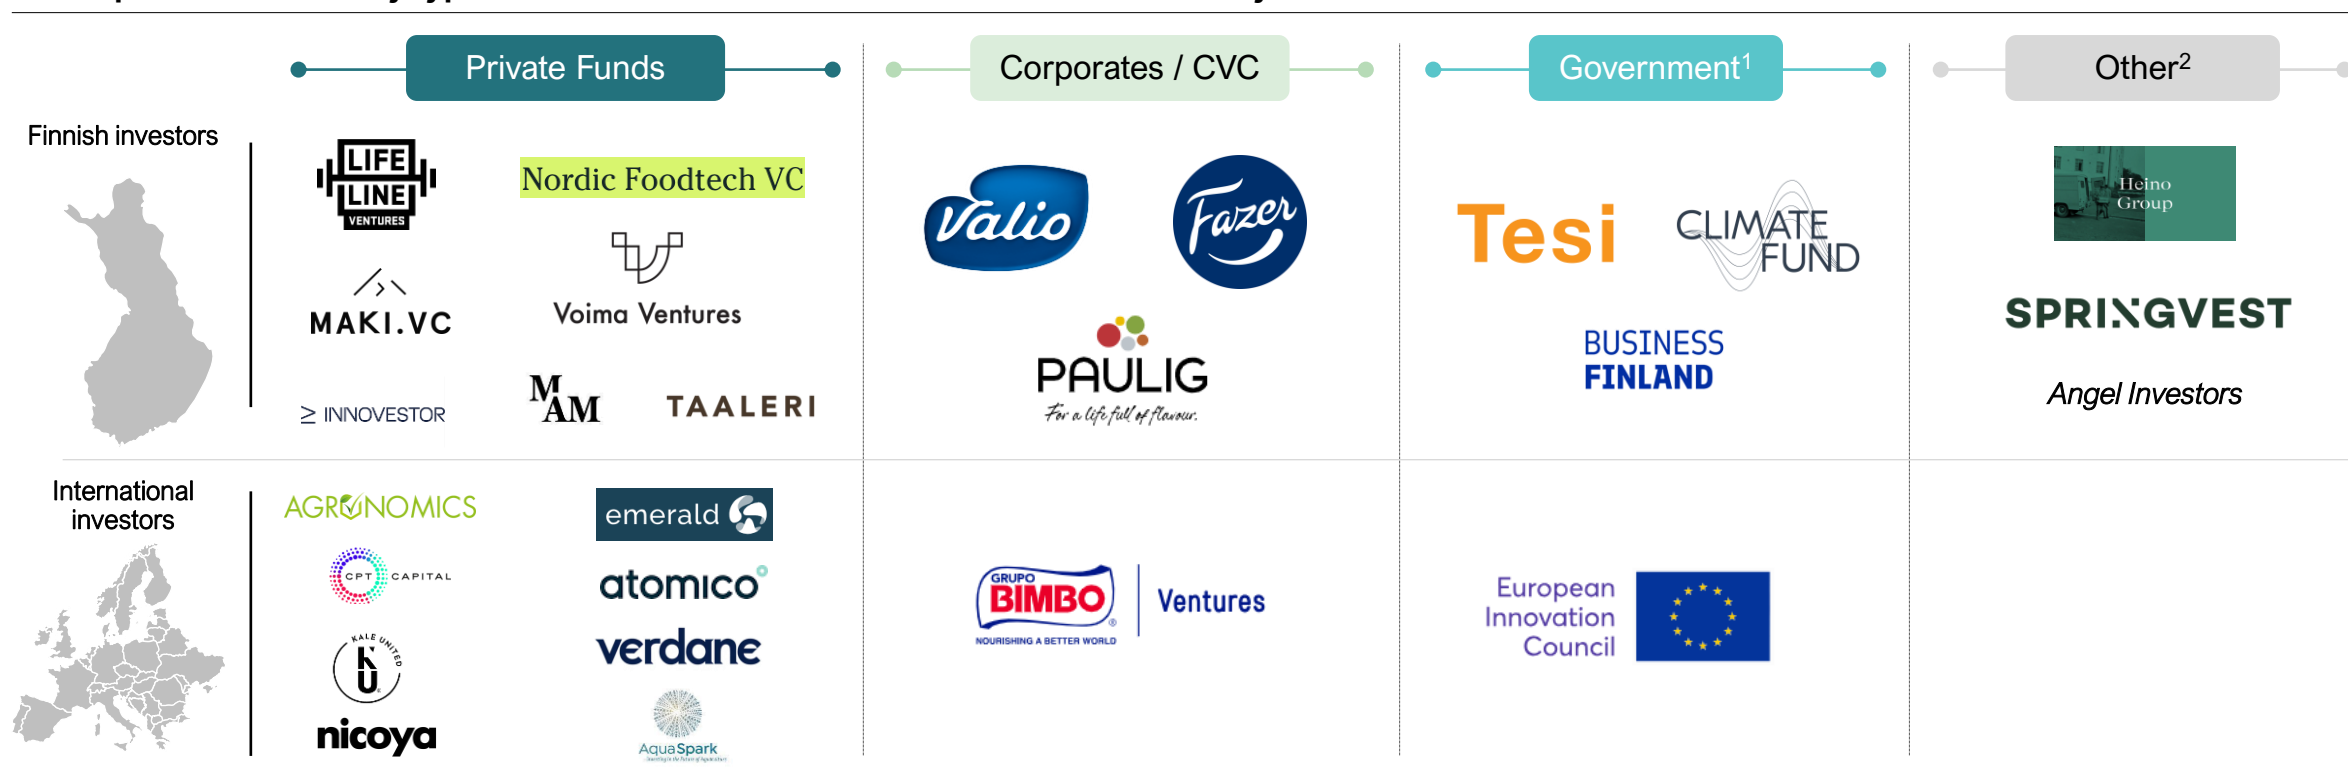 Private Funds
Corporates / CVC
Government1
Other2
Finnish investors
LIFE
LINE
VENTURES
Nordic Foodtech VC
MAKI.VC
Voima Ventures
≥ INNOVESTOR
M
AM
TAALERI
Valio
Fazer
PAULIG
For a life full of flavour.
Tesi
CLIMATE
FUND
BUSINESS
FINLAND
Heino
Group
SPRINGVEST
Angel Investors
International
investors
AGRONOMICS
emerald
CPT CAPITAL
atomico
KALE UNITED
KU
verdane
nicoya
AquaSpark
GRUPO
BIMBO
®
NOURISHING A BETTER WORLD
Ventures
European
Innovation
Council